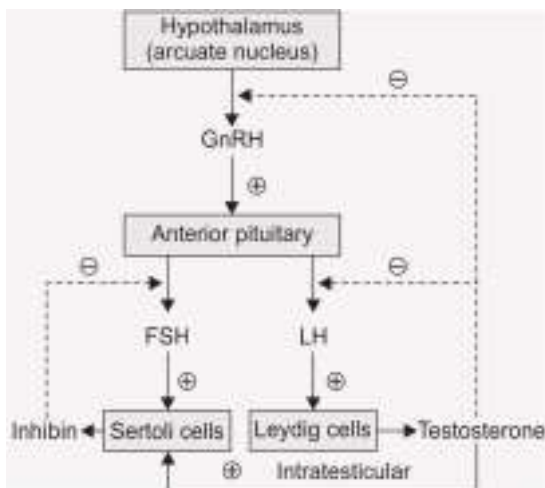 Hypothalamus
(arcuate nucleus)
⊖
GnRH
⊕
Anterior pituitary
⊖ ⊖
FSH LH
⊕ ⊕
Inhibin Sertoli cells Leydig cells Testosterone
⊕ Intratesticular